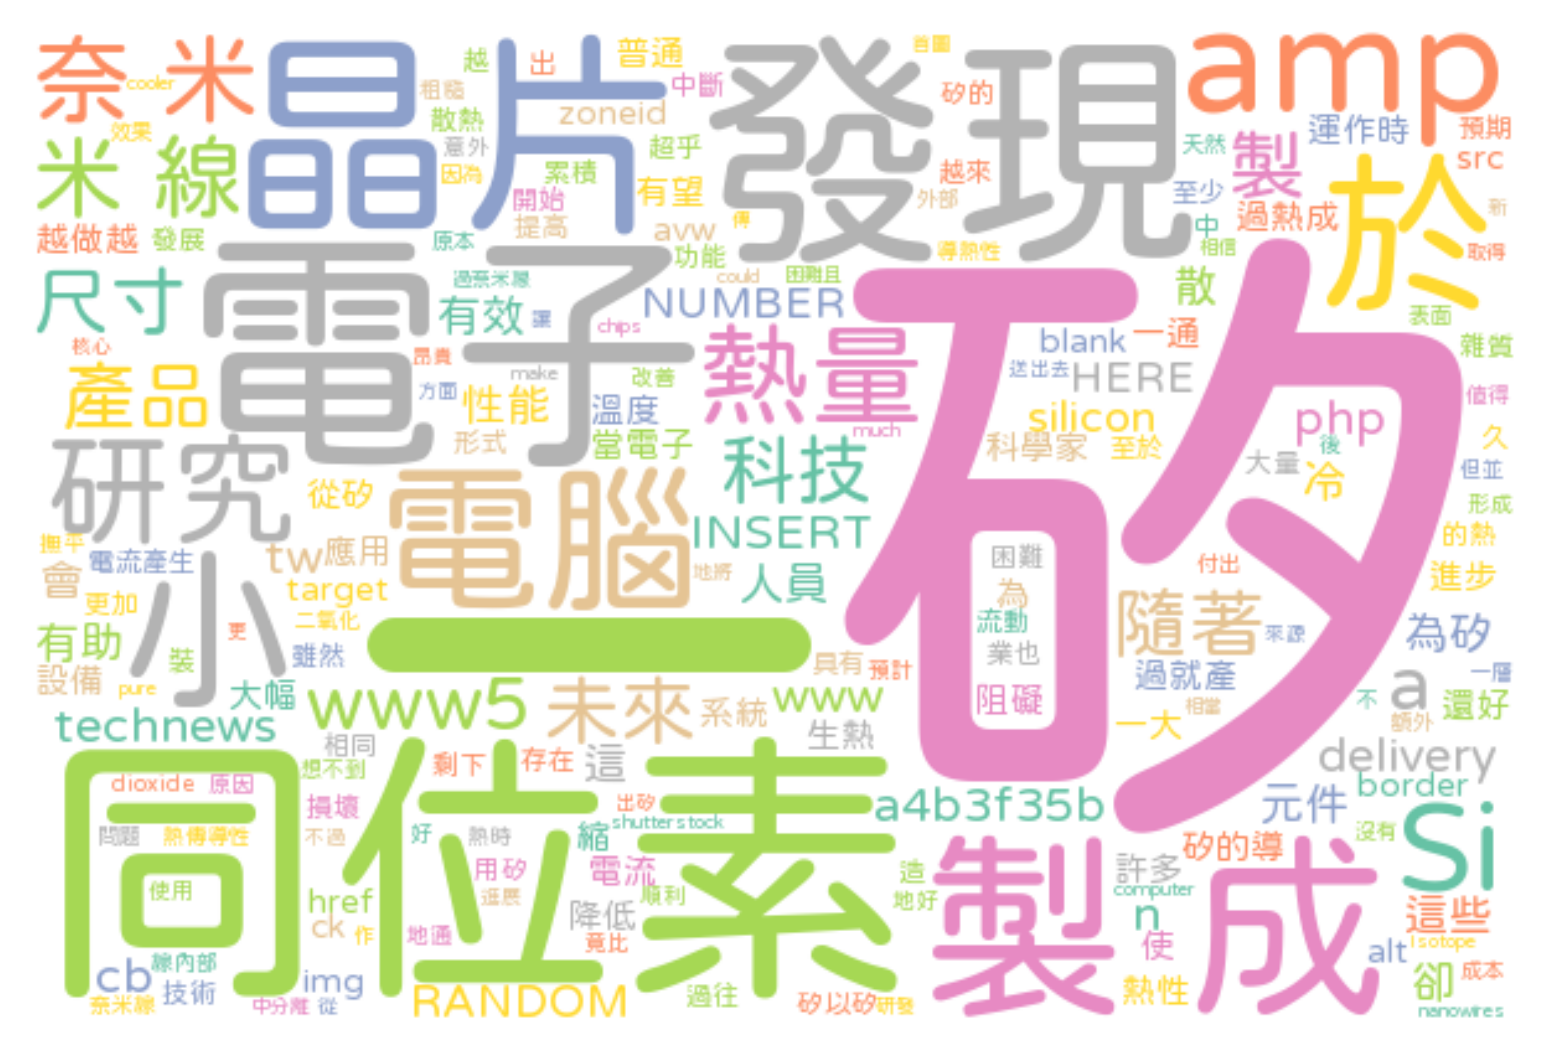 奈米
cooler
晶片
越
出
普通
中斷
發現
首圖
amp
粗糙
zoneid
矽的
效果
散熱
意外
超乎
運作時
預期
米線
因為
累積
越來
天然
製
src
於
開始
有望
外部
至少
新
越做越
發展
原本
提高
avw
傳
功能
導熱性
中
相信
過熱成
取得
尺寸
電子
過奈米線
有效
讓
could
困難且
NUMBER
矽
散
表面
核心
昂貴
chips
熱量
blank
一通
雜質
產品
方面
性能
make
改善
溫度
送出去
HERE
值得
形式
當電子
much
silicon
php
久
研究
科技
科學家
至於
後
大量
冷
但並
從矽
電腦
INSERT
形成
撫平
電流產生
tw
應用
地將
人員
困難
的熱
會
小
target
為
付出
進步
更加
二氧化
流動
隨著
來源
為矽
有助
裝
更
雖然
一
具有
預計
業也
過就產
一層
設備
pure
大幅
www5
未來
系統
www
阻礙
相當
a
不
還好
technews
相同
生熱
一大
額外
同位素
想不到
剩下
存在
這
delivery
dioxide
原因
損壞
出矽
shutterstock
a4b3f35b
元件
border
問題
熱傳導性
不過
好
熱時
縮
製成
矽的導
沒有
Si
使用
用矽
電流
造
許多
computer
href
進展
順利
地好
n
這些
ck
作
地通
降低
竟比
使
alt
Isotope
cb
線內部
img
卻
成本
奈米線
技術
中分離
從
RANDOM
過往
矽以矽
研發
熱性
nanowires